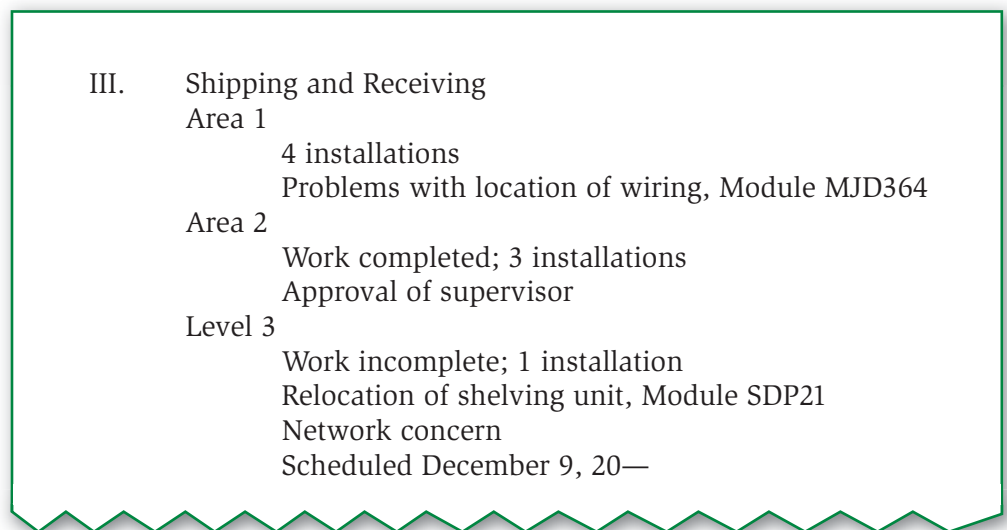 III. Shipping and Receiving
Area 1
4 installations
Problems with location of wiring, Module MJD364
Area 2
Work completed; 3 installations
Approval of supervisor
Level 3
Work incomplete; 1 installation
Relocation of shelving unit, Module SDP21
Network concern
Scheduled December 9, 20—